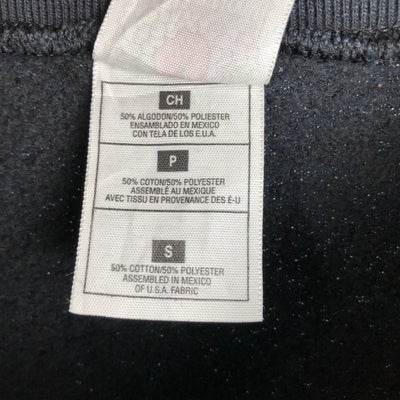 CH
50% ALGODON/50% POLIESTER
ENSAMBLADO EN MEXICO
CON TELA DE LOS E.U.A.
P
50% COTON/50% POLYESTER
ASSEMBLÉ AU MEXIQUE
AVEC TISSU EN PROVENANCE DES É-U
S
50% COTTON/50% POLYESTER
ASSEMBLED IN MEXICO
OF U.S.A. FABRIC